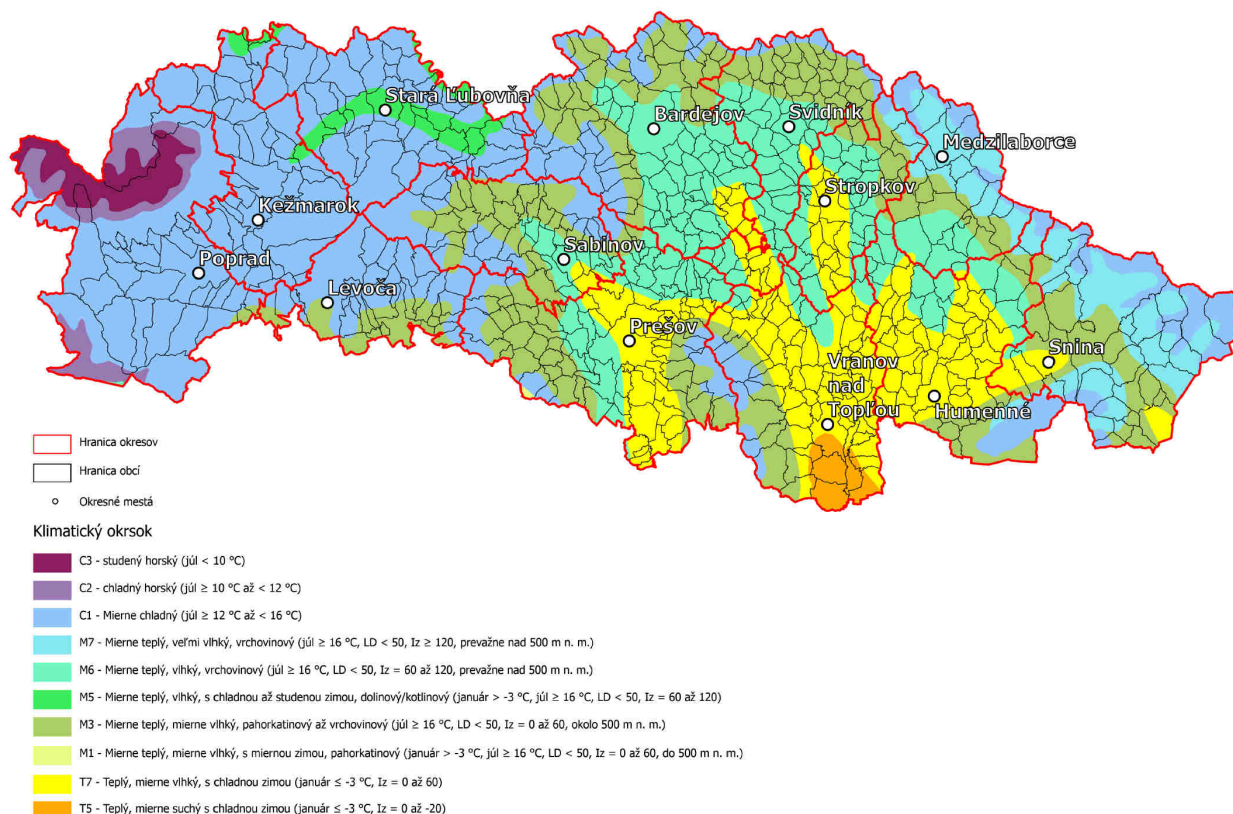 Stará Ľubovňa
Bardejov
Svidník
Medzilaborce
Stropkov
Kežmarok
Sabinov
Poprad
Levoča
Prešov
Snina
Vranov
nad
Topľou
Humenné
Hranica okresov
Hranica obcí
Okresné mestá
Klimatický okrsok
C3 - studený horský (júl < 10 °C)
C2 - chladný horský (júl ≥ 10 °C až < 12 °C)
C1 - Mierne chladný (júl ≥ 12 °C až < 16 °C)
M7 - Mierne teplý, veľmi vlhký, vrchovinový (júl ≥ 16 °C, LD < 50, Iz ≥ 120, prevažne nad 500 m n. m.)
M6 - Mierne teplý, vlhký, vrchovinový (júl ≥ 16 °C, LD < 50, Iz = 60 až 120, prevažne nad 500 m n. m.)
M5 - Mierne teplý, vlhký, s chladnou až studenou zimou, dolinový/kotlinový (január > -3 °C, júl ≥ 16 °C, LD < 50, Iz = 60 až 120)
M3 - Mierne teplý, mierne vlhký, pahorkatinový až vrchovinový (júl ≥ 16 °C, LD < 50, Iz = 0 až 60, okolo 500 m n. m.)
M1 - Mierne teplý, mierne vlhký, s miernou zimou, pahorkatinový (január > -3 °C, júl ≥ 16 °C, LD < 50, Iz = 0 až 60, do 500 m n. m.)
T7 - Teplý, mierne vlhký, s chladnou zimou (január ≤ -3 °C, Iz = 0 až 60)
T5 - Teplý, mierne suchý s chladnou zimou (január ≤ -3 °C, Iz = 0 až -20)